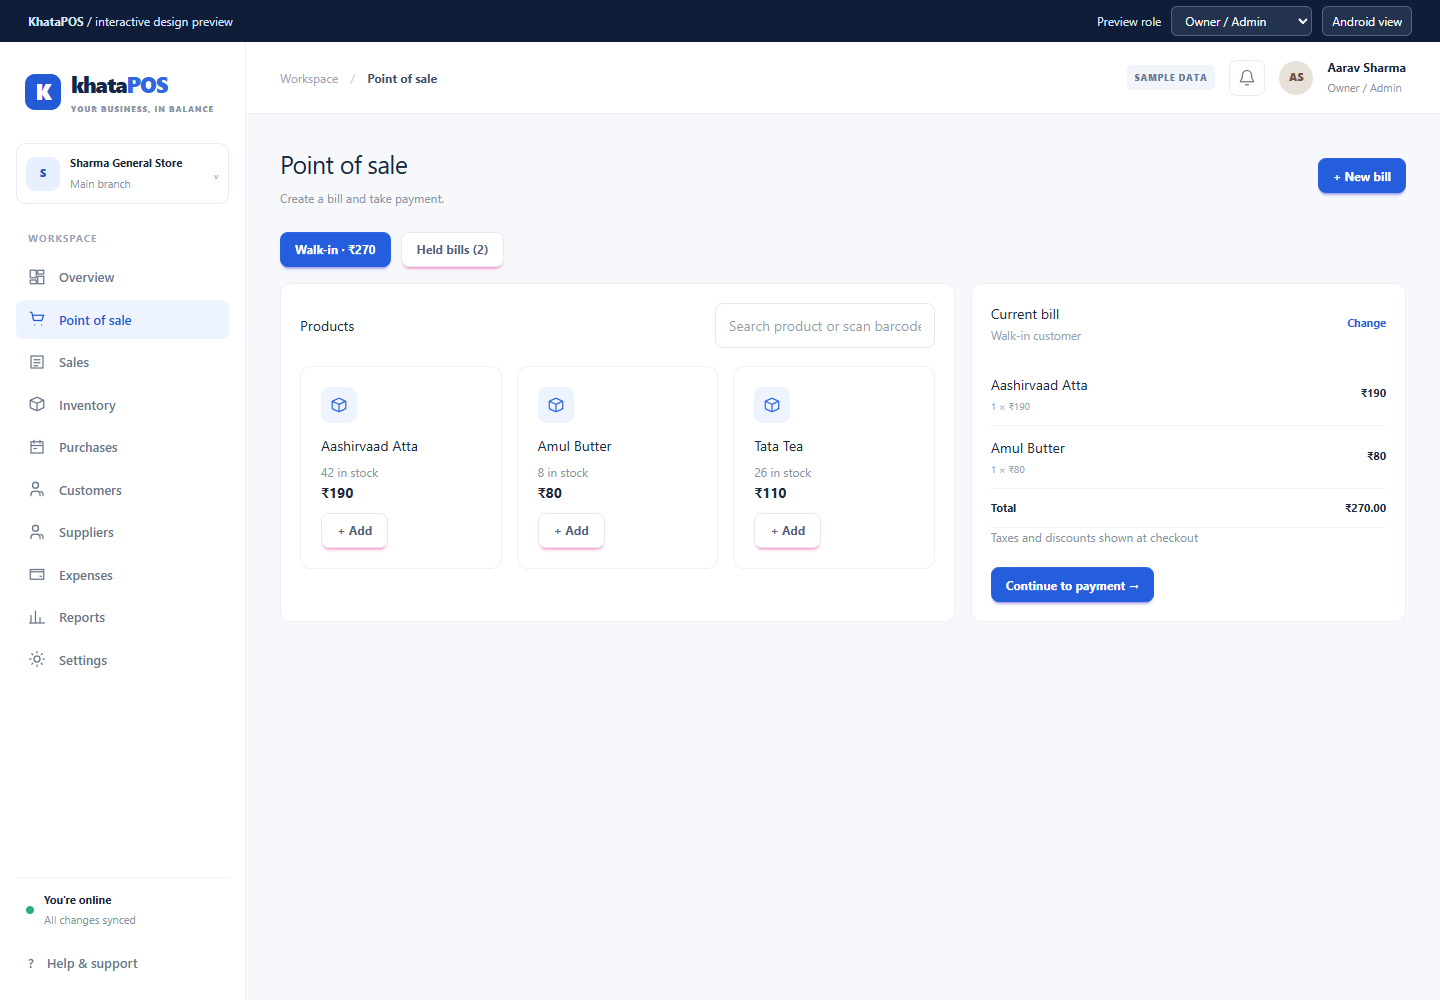 KhataPOS / interactive design preview
Preview role
Owner / Admin
Android view
K
khataPOS
YOUR BUSINESS, IN BALANCE
Workspace / Point of sale
SAMPLE DATA
AS
Aarav Sharma
Owner / Admin
S
Sharma General Store
Main branch
v
WORKSPACE
Overview
Point of sale
Sales
Inventory
Purchases
Customers
Suppliers
Expenses
Reports
Settings
You're online
All changes synced
? Help & support
Point of sale
Create a bill and take payment.
+ New bill
Walk-in · ₹270
Held bills (2)
Products
Search product or scan barcode
Aashirvaad Atta
42 in stock
₹190
+ Add
Amul Butter
8 in stock
₹80
+ Add
Tata Tea
26 in stock
₹110
+ Add
Current bill
Walk-in customer
Change
Aashirvaad Atta
1 × ₹190
₹190
Amul Butter
1 × ₹80
₹80
Total ₹270.00
Taxes and discounts shown at checkout
Continue to payment →